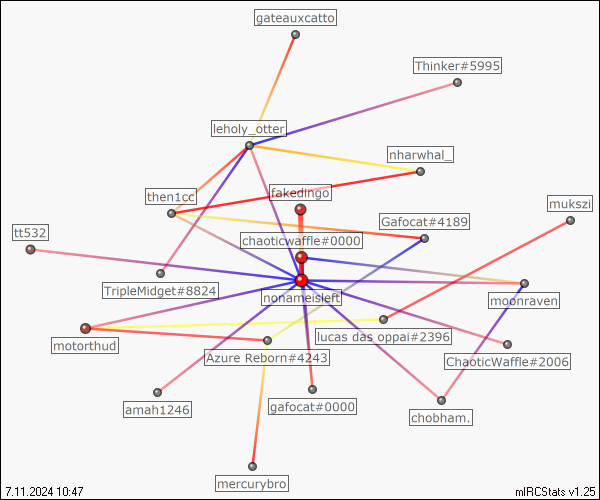 gateauxcatto
Thinker#5995
leholy_otter
nharwhal_
then1cc
fakedingo
mukszi
Gafocat#4189
tt532
chaoticwaffle#0000
TripleMidget#8824
nonameisleft
moonraven
motorthud
lucas das oppai#2396
Azure Reborn#4243
ChaoticWaffle#2006
amah1246
gafocat#0000
chobham.
mercurybro
7.11.2024 10:47
mIRCStats v1.25